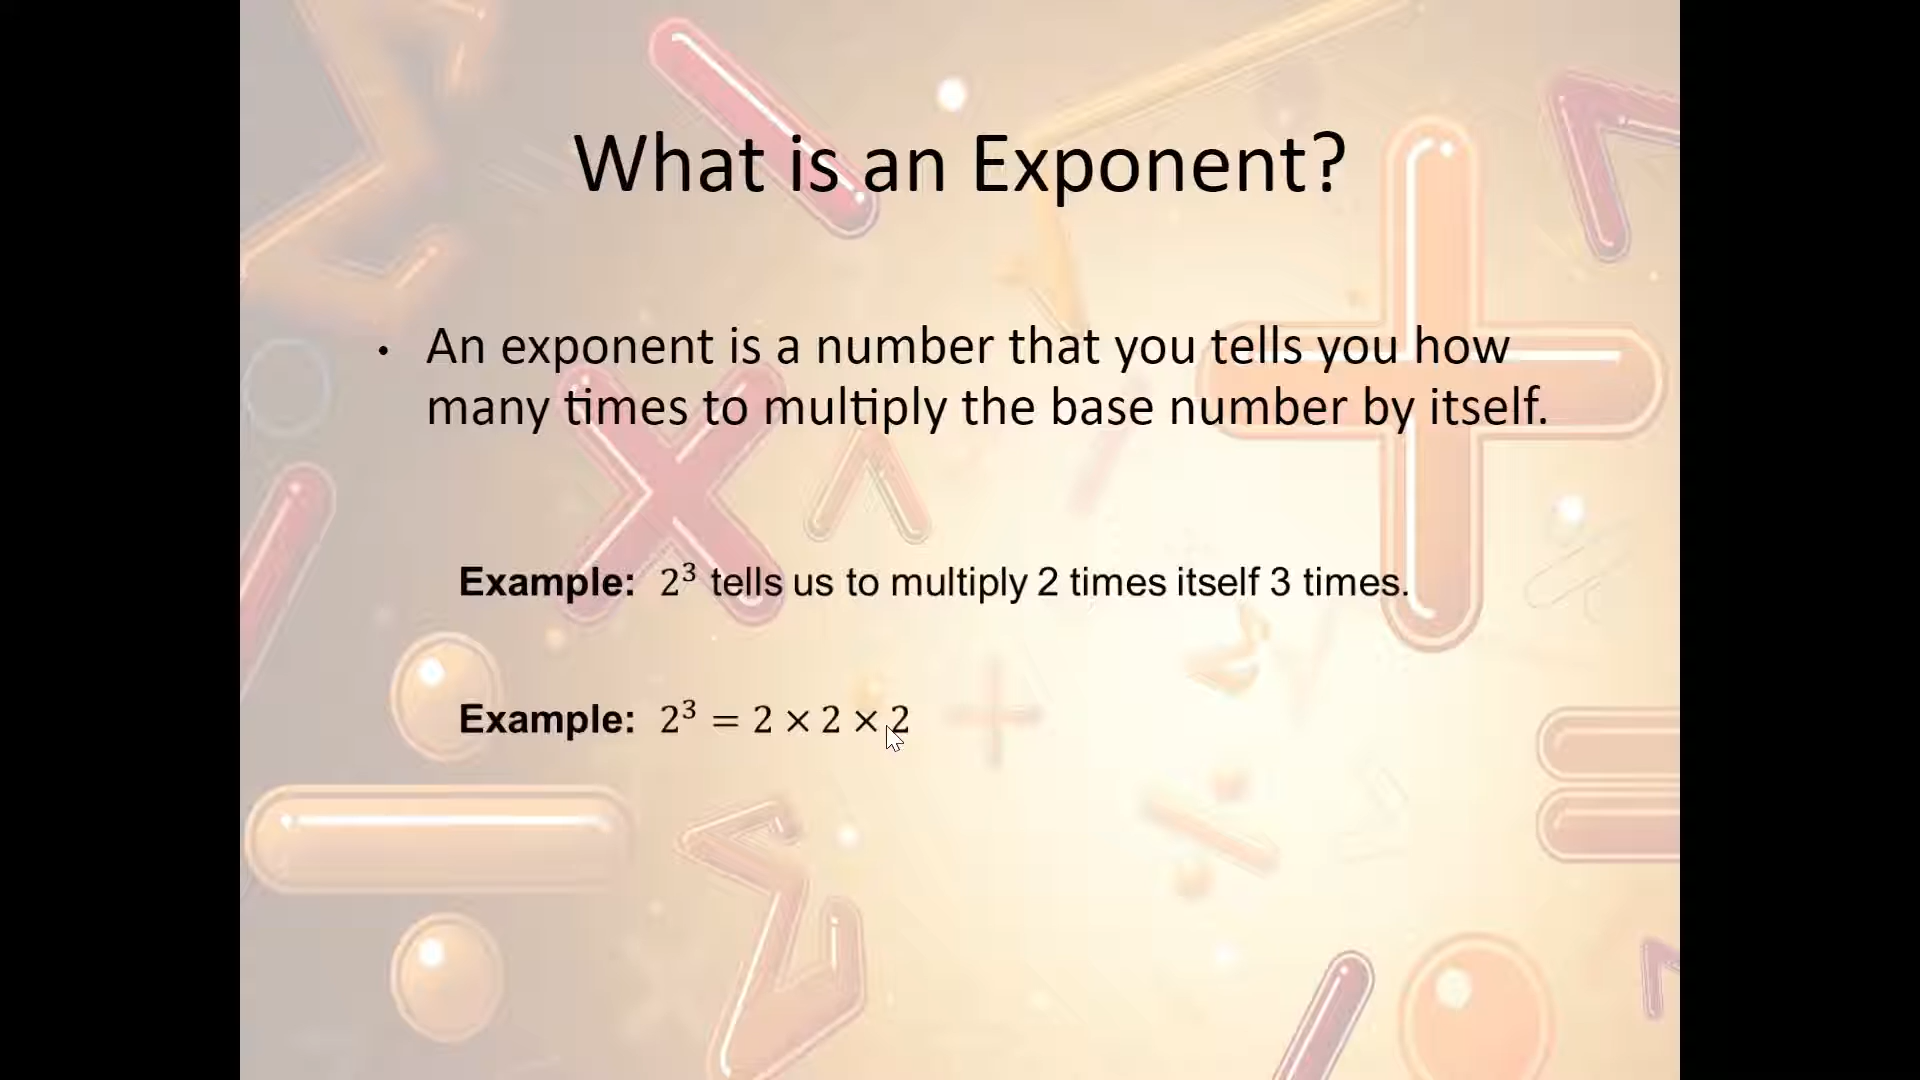 What is an Exponent?
• An exponent is a number that you tells you how
many times to multiply the base number by itself.
Example: 2³ tells us to multiply 2 times itself 3 times.
Example: 2³ = 2 × 2 × 2